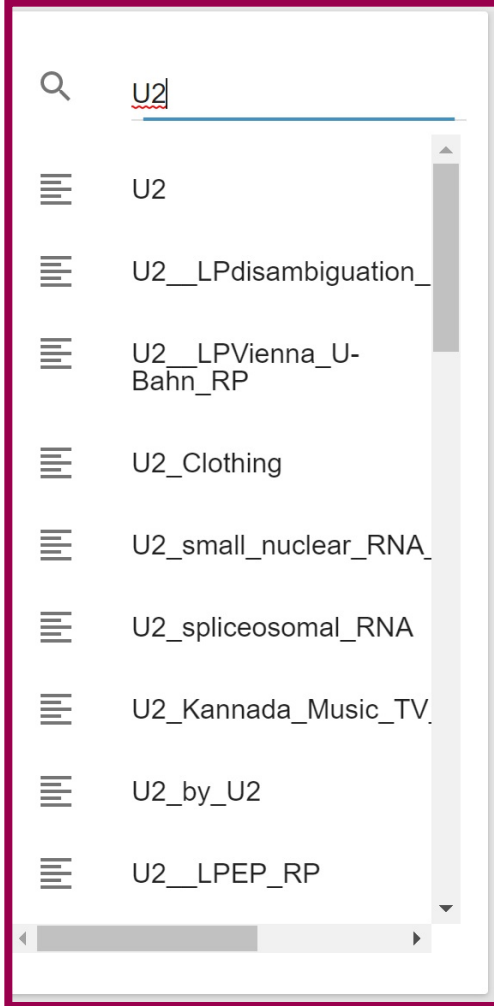 U2
U2
U2__LPdisambiguation_
U2__LPVienna_U-
Bahn_RP
U2_Clothing
U2_small_nuclear_RNA_
U2_spliceosomal_RNA
U2_Kannada_Music_TV_
U2_by_U2
U2__LPEP_RP